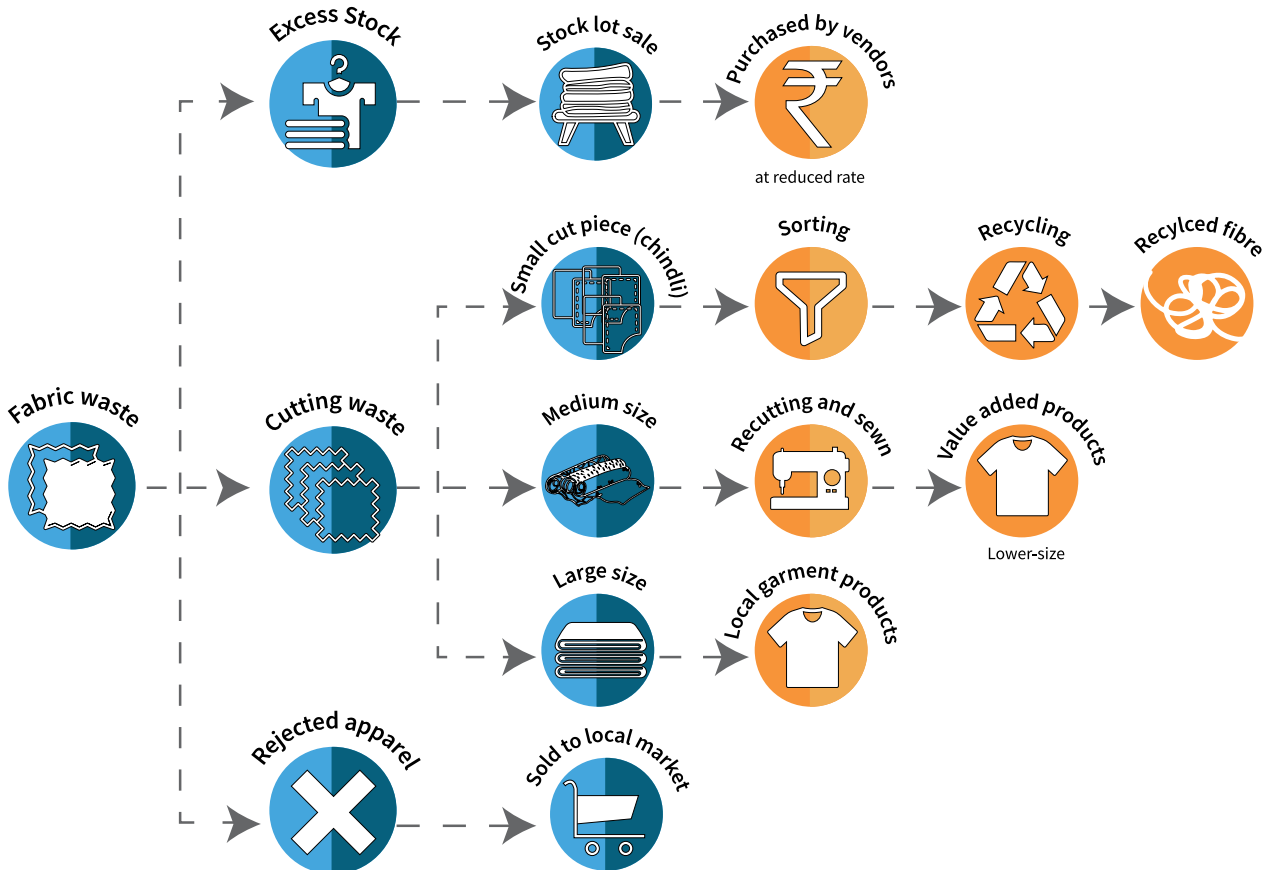 Excess Stock
Stock lot sale
Purchased by vendors
at reduced rate
Small cut piece (chindli)
Sorting
Recycling
Recylced fibre
Fabric waste
Cutting waste
Medium size
Recutting and sewn
Value added products
Lower-size
Large size
Local garment products
Rejected apparel
Sold to local market